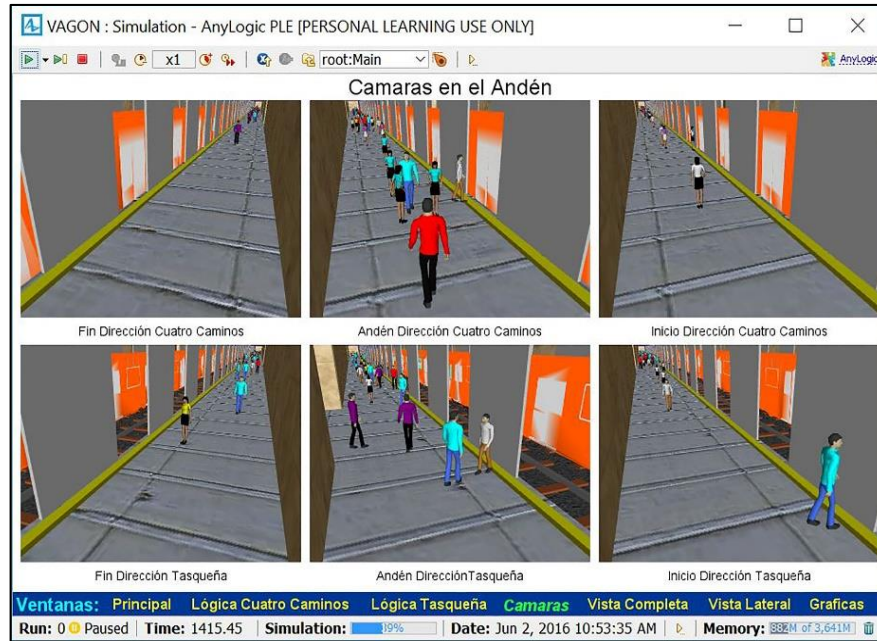 VAGON : Simulation - AnyLogic PLE [PERSONAL LEARNING USE ONLY]
x1 root:Main AnyLogic
Camaras en el Andén
Fin Dirección Cuatro Caminos Andén Dirección Cuatro Caminos Inicio Dirección Cuatro Caminos
Fin Dirección Tasqueña Andén DirecciónTasqueña Inicio Dirección Tasqueña
Ventanas: Principal Lógica Cuatro Caminos Lógica Tasqueña Camaras Vista Completa Vista Lateral Graficas
Run: 0 Paused Time: 1415.45 Simulation: Date: Jun 2, 2016 10:53:35 AM Memory: of 3,641M